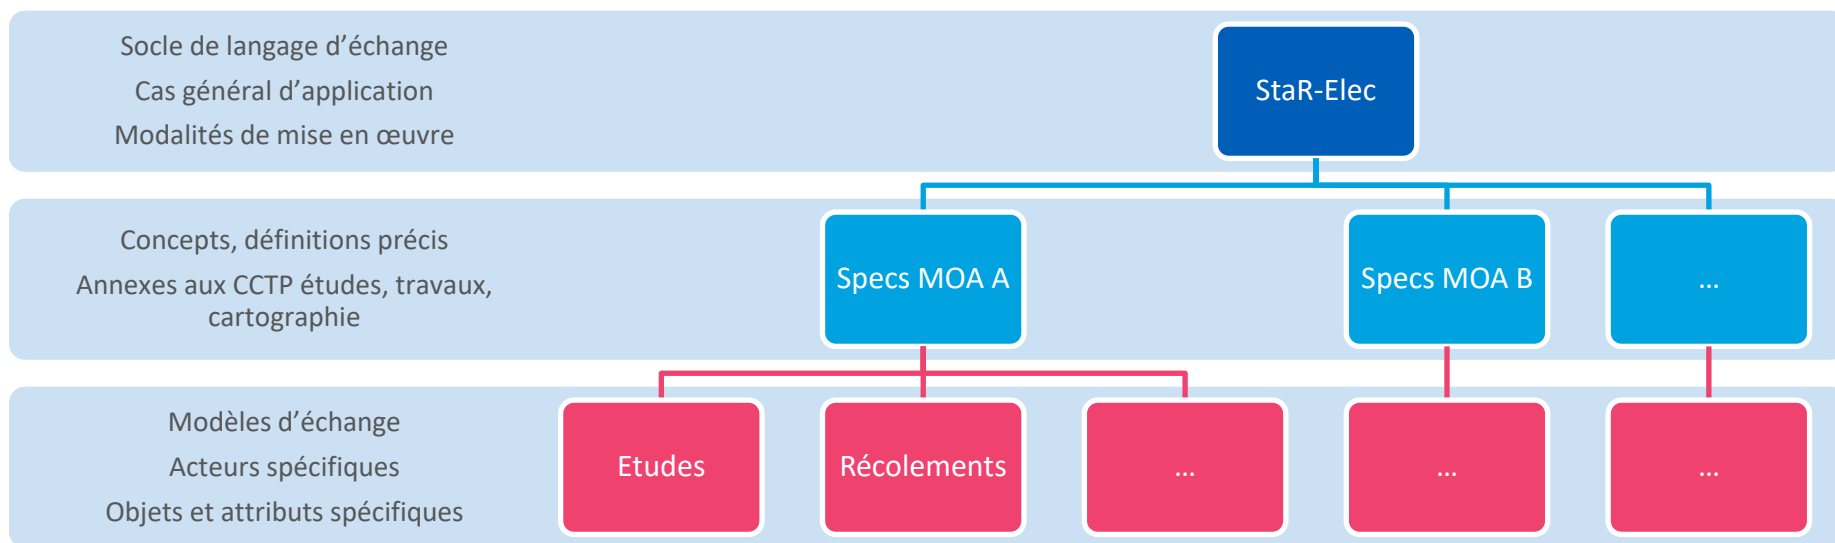 Socle de langage d’échange
Cas général d’application
Modalités de mise en œuvre
StaR-Elec
Concepts, définitions précis
Annexes aux CCTP études, travaux,
cartographie
Specs MOA A
Specs MOA B
...
Modèles d’échange
Acteurs spécifiques
Objets et attributs spécifiques
Etudes
Récolements
...
...
...